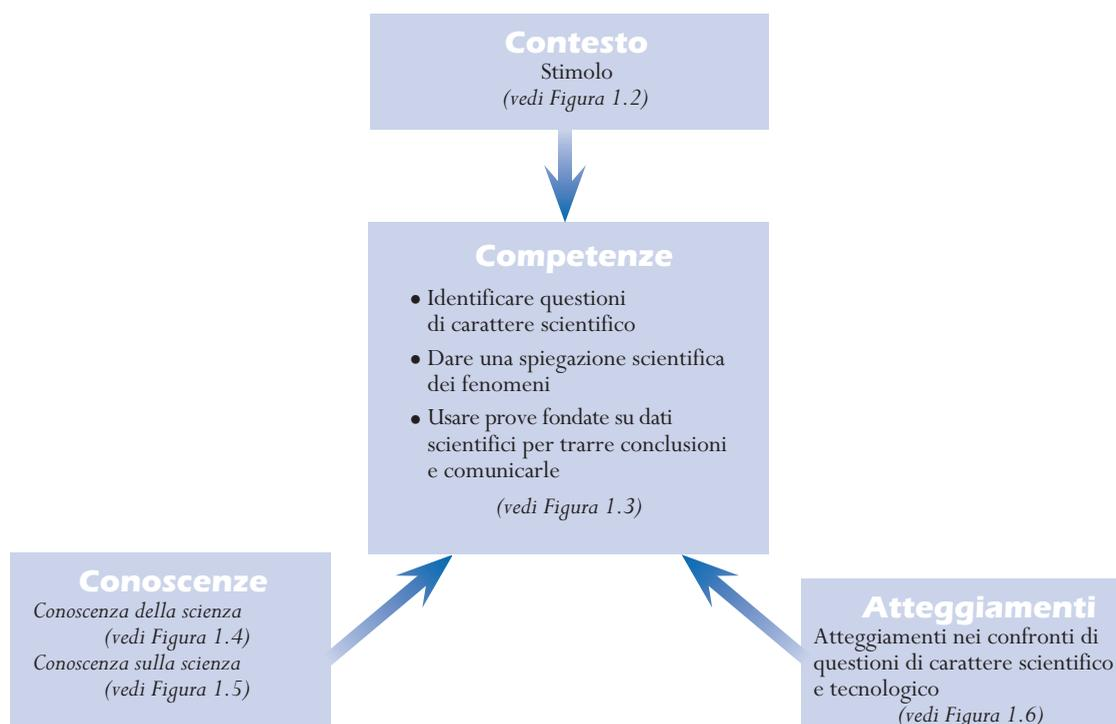 Contesto
Stimolo
(vedi Figura 1.2)
Competenze
• Identificare questioni
di carattere scientifico
• Dare una spiegazione scientifica
dei fenomeni
• Usare prove fondate su dati
scientifici per trarre conclusioni
e comunicarle
(vedi Figura 1.3)
Conoscenze
Conoscenza della scienza
(vedi Figura 1.4)
Conoscenza sulla scienza
(vedi Figura 1.5)
Atteggiamenti
Atteggiamenti nei confronti di
questioni di carattere scientifico
e tecnologico
(vedi Figura 1.6)